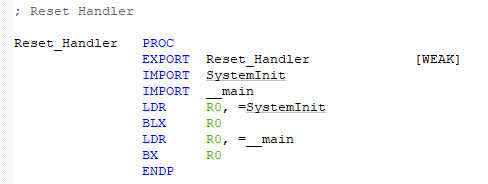 ; Reset Handler
Reset_Handler PROC
EXPORT Reset_Handler [WEAK]
IMPORT SystemInit
IMPORT __main
LDR R0, =SystemInit
BLX R0
LDR R0, =__main
BX R0
ENDP